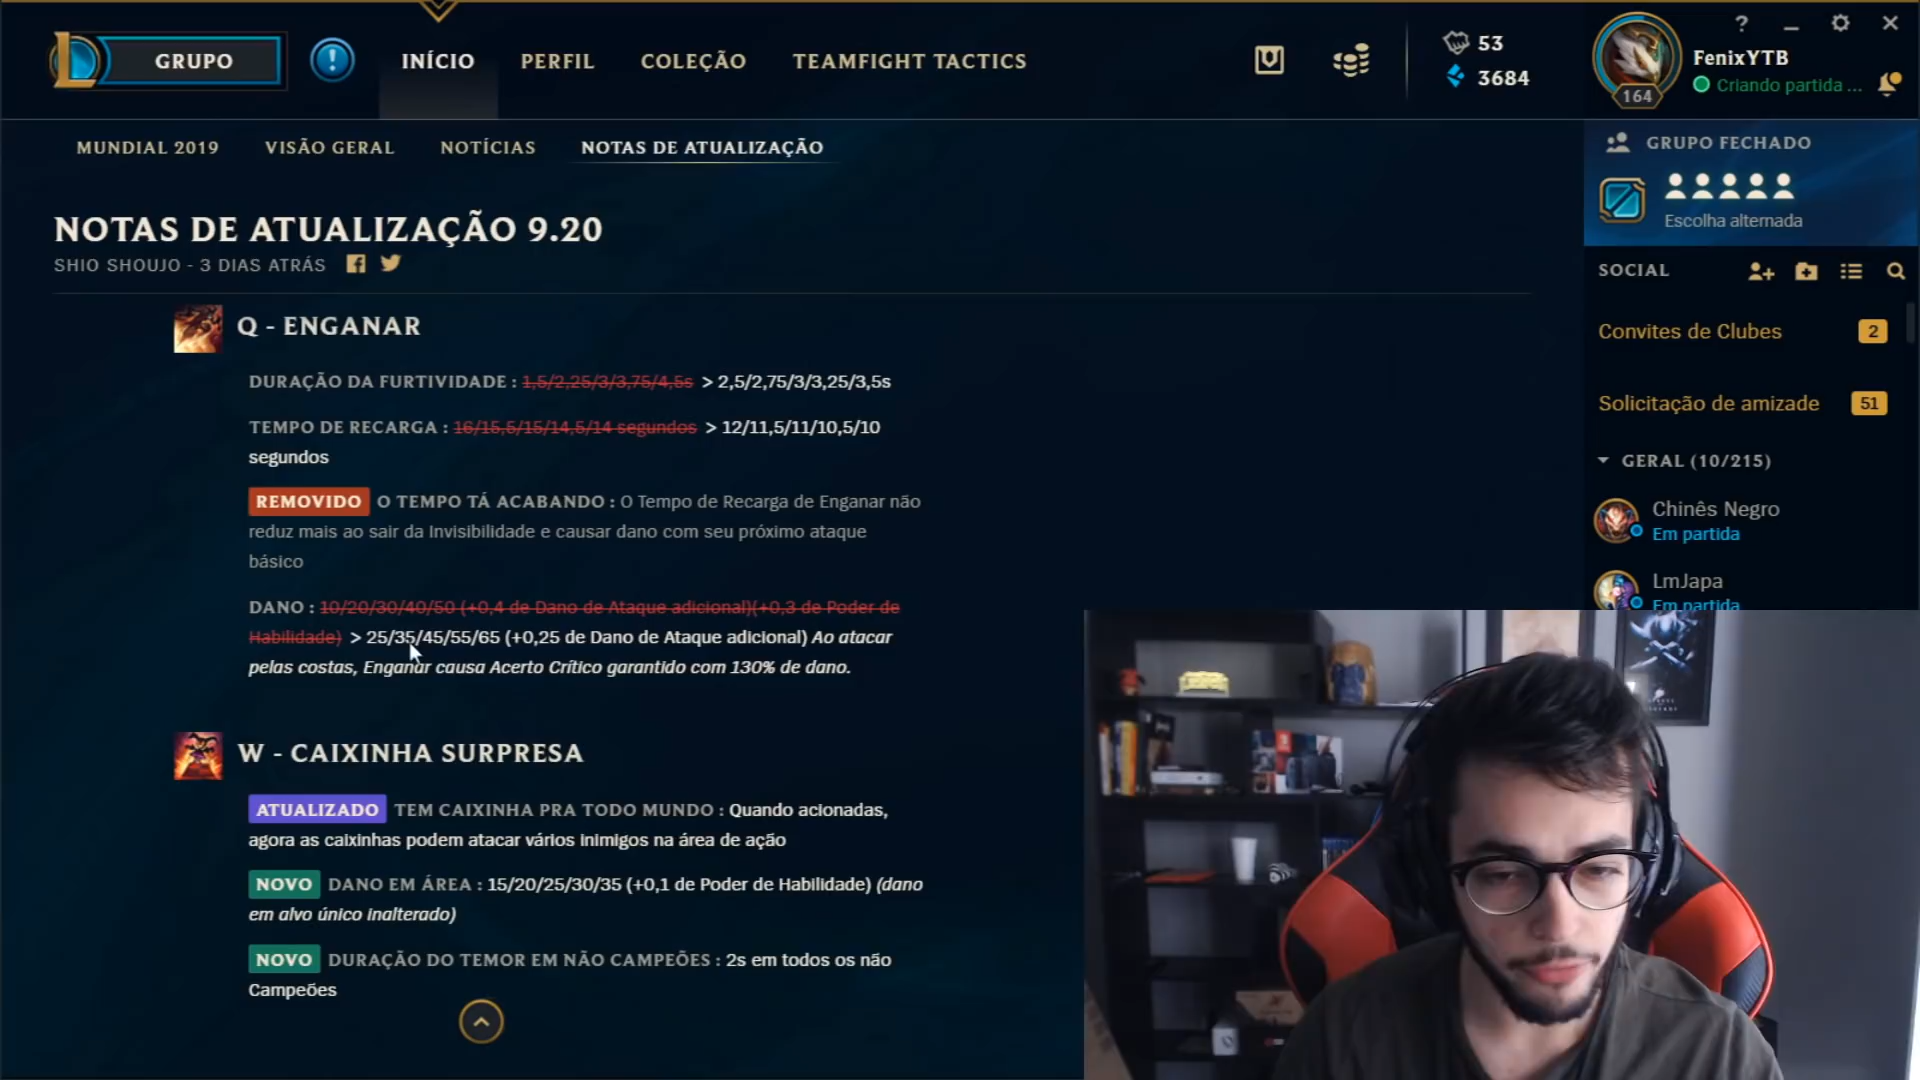 GRUPO
INÍCIO
PERFIL
COLEÇÃO
TEAMFIGHT TACTICS
53
3684
164
FenixYTB
Criando partida ...
MUNDIAL 2019
VISÃO GERAL
NOTÍCIAS
NOTAS DE ATUALIZAÇÃO
NOTAS DE ATUALIZAÇÃO 9.20
SHIO SHOUJO - 3 DIAS ATRÁS
Q - ENGANAR
DURAÇÃO DA FURTIVIDADE : 1,5/2,25/3/3,75/4,5s > 2,5/2,75/3/3,25/3,5s
TEMPO DE RECARGA : 16/15,5/15/14,5/14 segundos > 12/11,5/11/10,5/10
segundos
REMOVIDO O TEMPO TÁ ACABANDO : O Tempo de Recarga de Enganar não
reduz mais ao sair da Invisibilidade e causar dano com seu próximo ataque
básico
DANO : 10/20/30/40/50 (+0,4 de Dano de Ataque adicional)(+0,3 de Poder de
Habilidade) > 25/35/45/55/65 (+0,25 de Dano de Ataque adicional) Ao atacar
pelas costas, Enganar causa Acerto Crítico garantido com 130% de dano.
W - CAIXINHA SURPRESA
ATUALIZADO TEM CAIXINHA PRA TODO MUNDO : Quando acionadas,
agora as caixinhas podem atacar vários inimigos na área de ação
NOVO DANO EM ÁREA : 15/20/25/30/35 (+0,1 de Poder de Habilidade) (dano
em alvo único inalterado)
NOVO DURAÇÃO DO TEMOR EM NÃO CAMPEÕES : 2s em todos os não
Campeões
GRUPO FECHADO
Escolha alternada
SOCIAL
Convites de Clubes 2
Solicitação de amizade 51
GERAL (10/215)
Chinês Negro
Em partida
LmJapa
Em partida